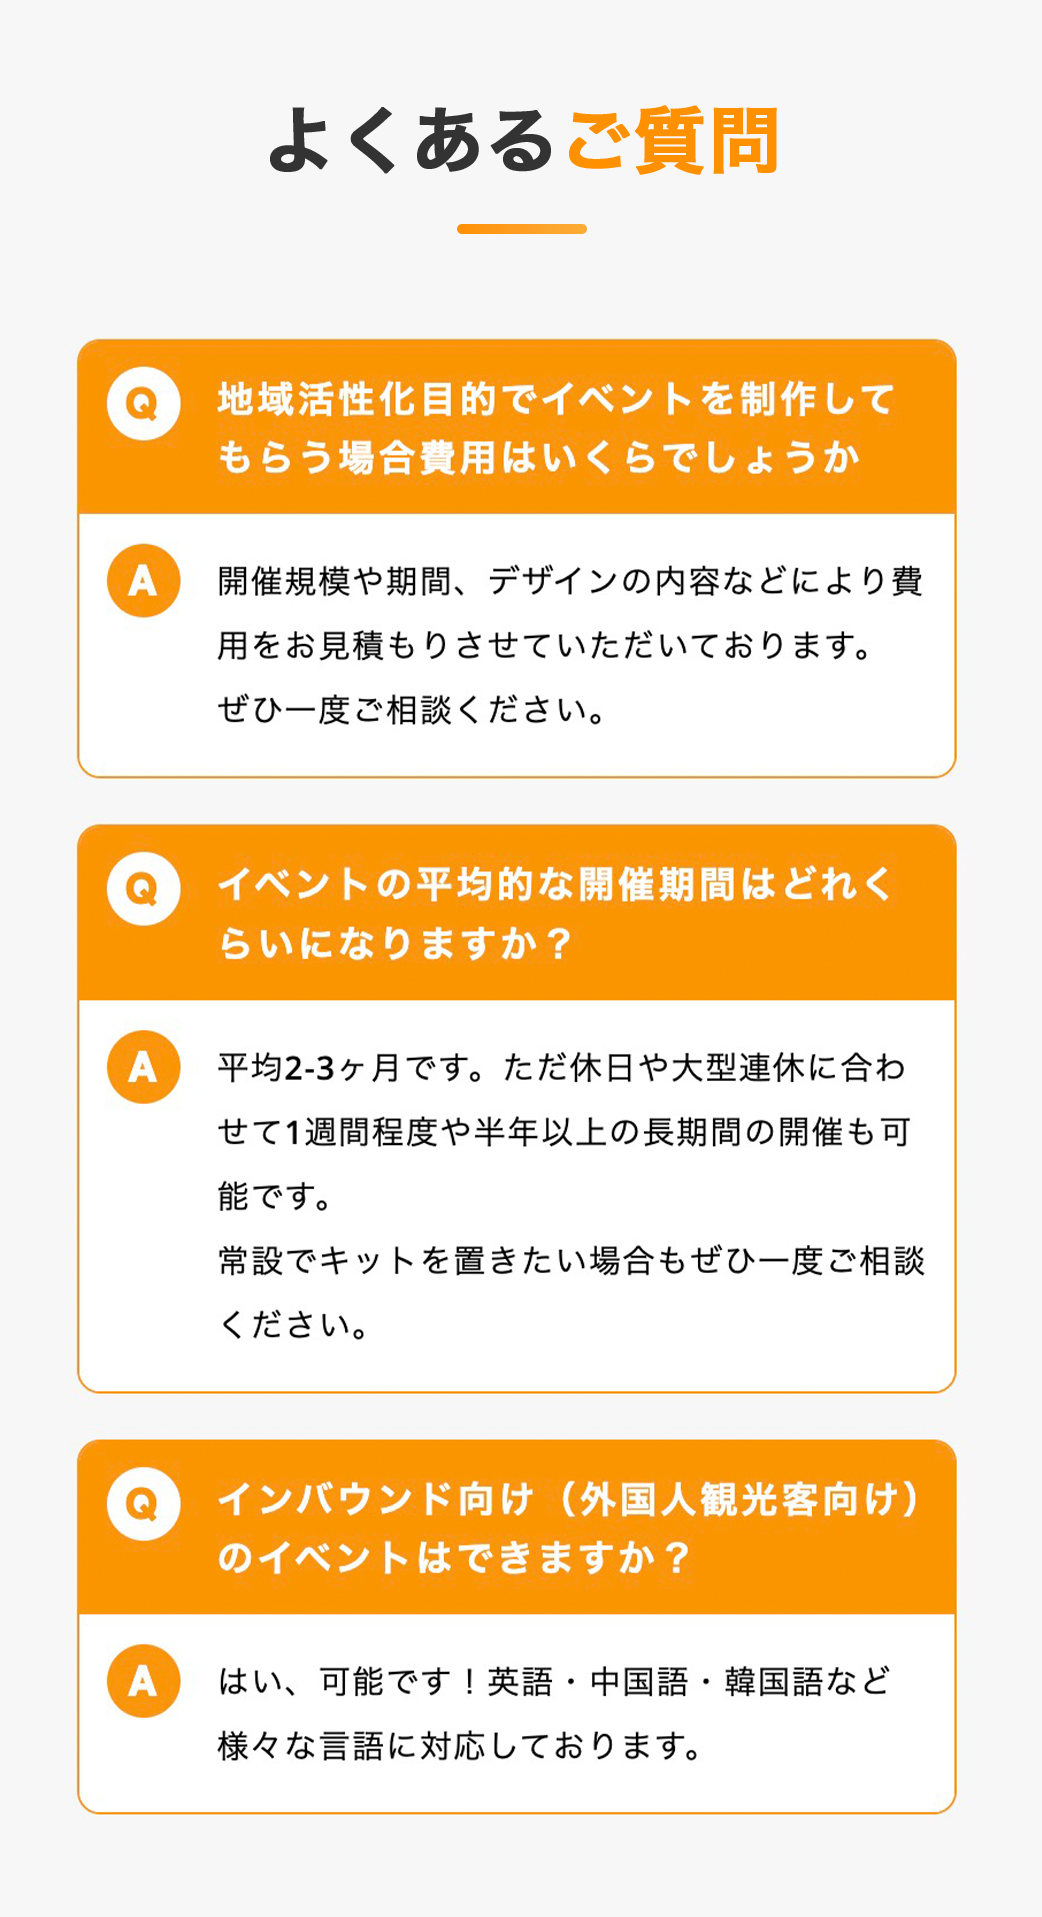 よくあるご質問
Q
地域活性化目的でイベントを制作して
もらう場合費用はいくらでしょうか
A
開催規模や期間、デザインの内容などにより費
用をお見積もりさせていただいております。
ぜひ一度ご相談ください。
Q
イベントの平均的な開催期間はどれく
らいになりますか？
A
平均2-3ヶ月です。ただ休日や大型連休に合わ
せて1週間程度や半年以上の長期間の開催も可
能です。
常設でキットを置きたい場合もぜひ一度ご相談
ください。
Q
インバウンド向け（外国人観光客向け）
のイベントはできますか？
A
はい、可能です！英語・中国語・韓国語など
様々な言語に対応しております。